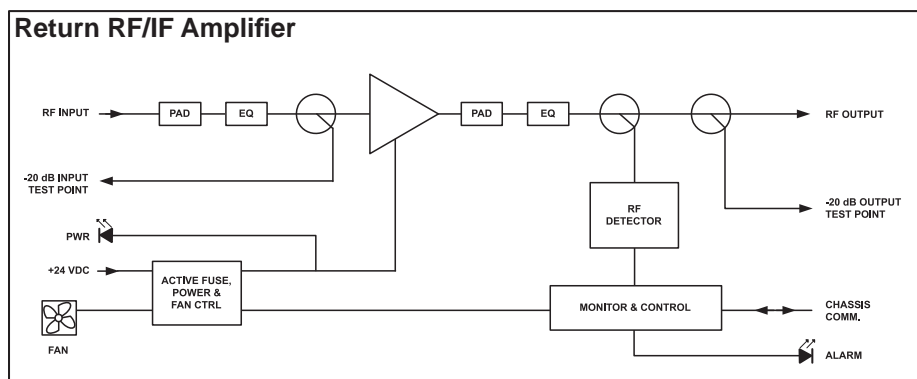 Return RF/IF Amplifier
RF INPUT
PAD
EQ
PAD
EQ
RF OUTPUT
-20 dB INPUT
TEST POINT
RF
DETECTOR
-20 dB OUTPUT
TEST POINT
PWR
+24 VDC
ACTIVE FUSE,
POWER &
FAN CTRL
MONITOR & CONTROL
CHASSIS
COMM.
FAN
ALARM